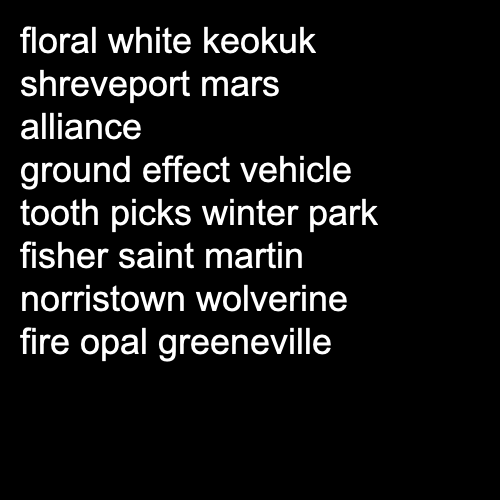 floral white keokuk
shreveport mars
alliance
ground effect vehicle
tooth picks winter park
fisher saint martin
norristown wolverine
fire opal greeneville